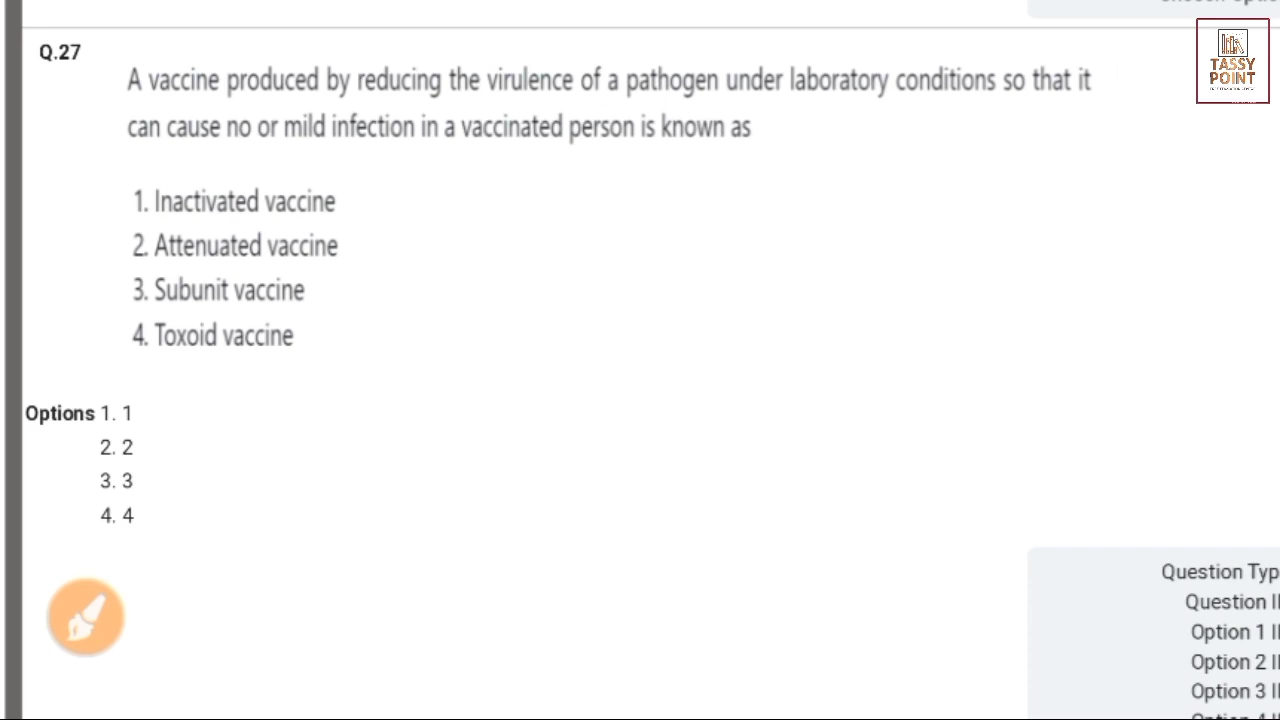 Q.27
A vaccine produced by reducing the virulence of a pathogen under laboratory conditions so that it
can cause no or mild infection in a vaccinated person is known as
1. Inactivated vaccine
2. Attenuated vaccine
3. Subunit vaccine
4. Toxoid vaccine
Options 1. 1
2. 2
3. 3
4. 4
TASSY
POINT
Question Typ
Question I
Option 1 I
Option 2 I
Option 3 I